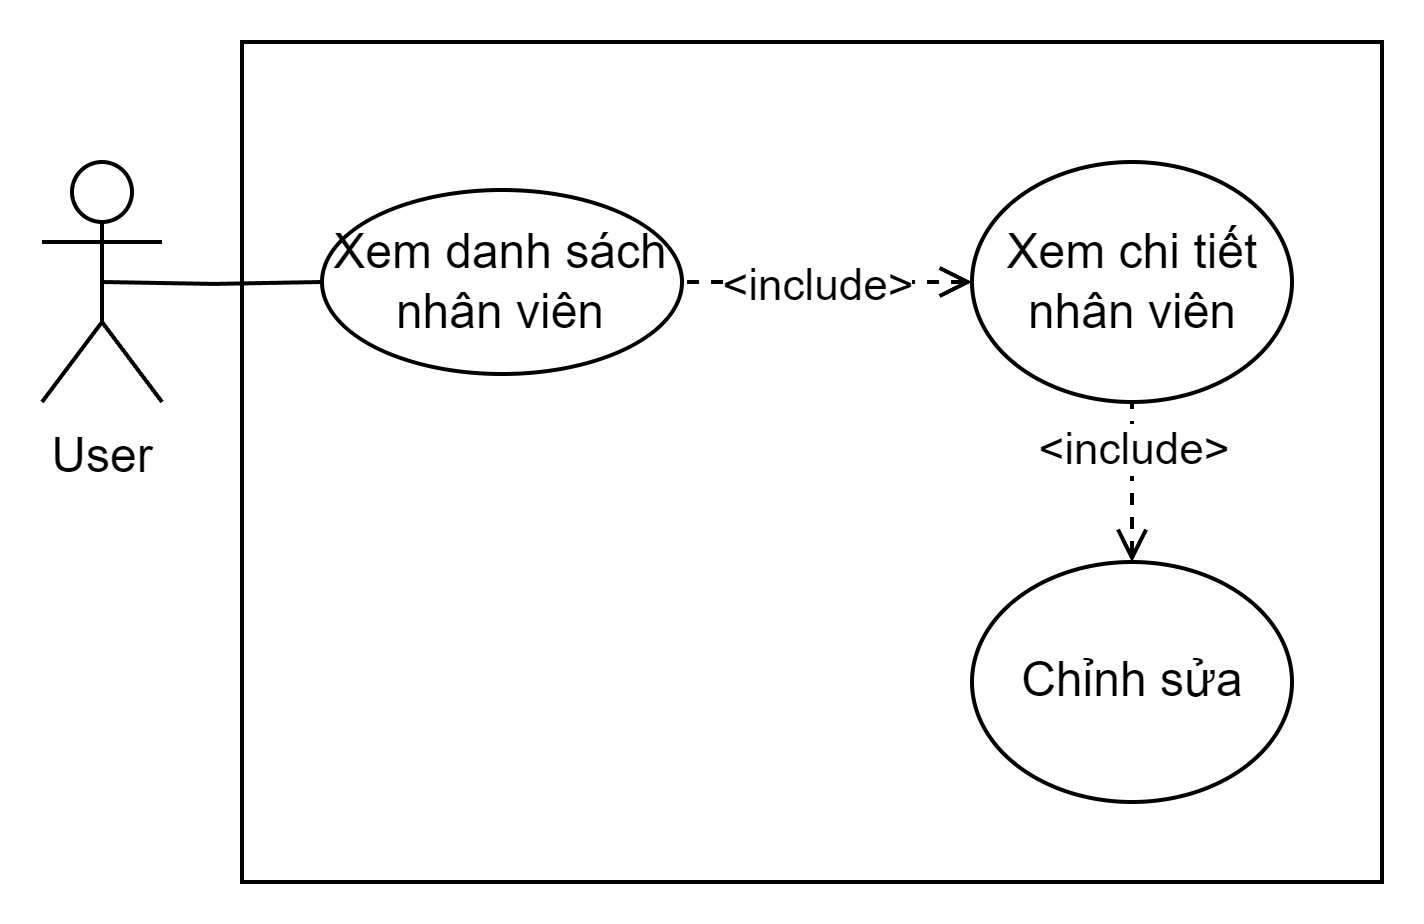 Xem danh sách
nhân viên
<include>
Xem chi tiết
nhân viên
User
<include>
Chỉnh sửa